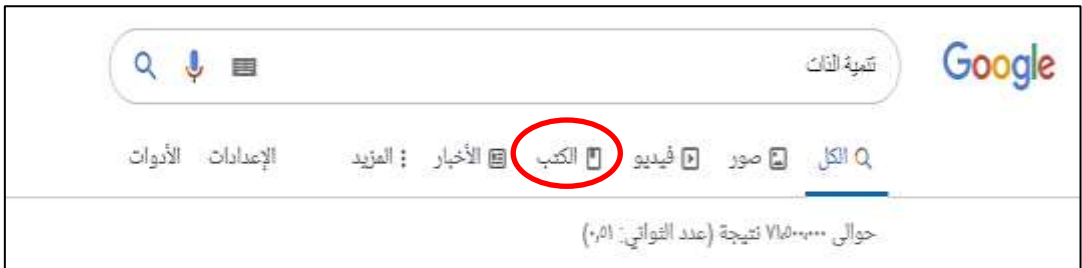 Google
تنمية الذات
الكل صور فيديو الكتب الأخبار المزيد الإعدادات الأدوات
حوالى ٧١٬٥٠٠٬٠٠٠ نتيجة (عدد الثواني: ٠٫٥١)